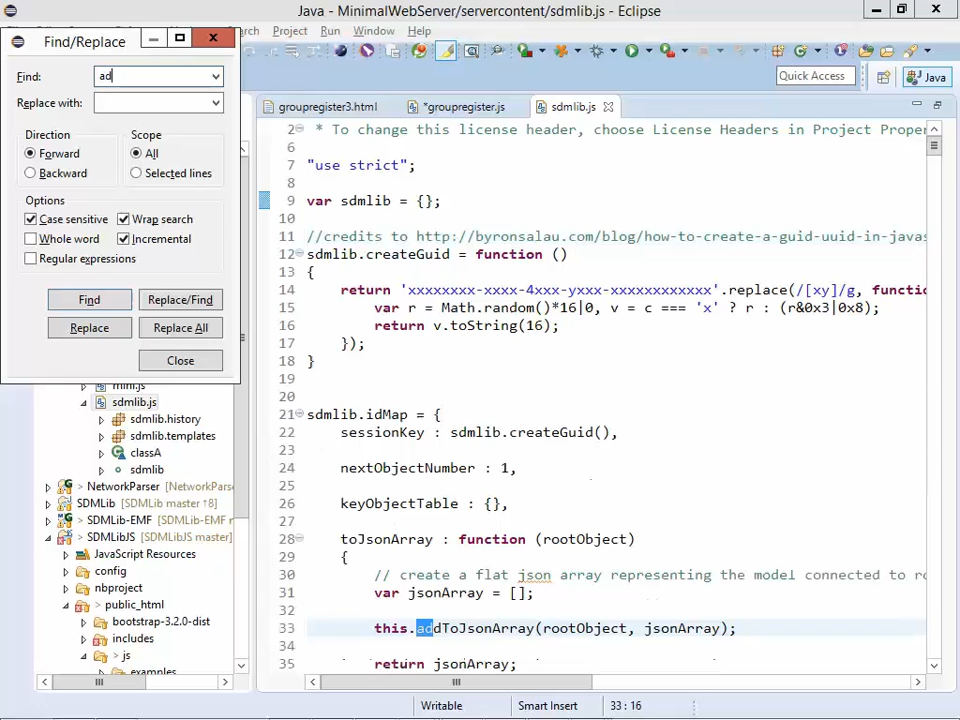 Java - MinimalWebServer/servercontent/sdmlib.js - Eclipse
Search Project Run Window Help
Find/Replace
Find: ad
Replace with:
Direction
Scope
Forward
All
Backward
Selected lines
Options
Case sensitive
Wrap search
Whole word
Incremental
Regular expressions
Find
Replace/Find
Replace
Replace All
Close
Quick Access
Java
groupregister3.html
*groupregister.js
sdmlib.js
mini.js
sdmlib.js
sdmlib.history
sdmlib.templates
classA
sdmlib
> NetworkParser [NetworkPars
SDMLib [SDMLib master ↑8]
> SDMLib-EMF [SDMLib-EMF m
> SDMLibJS [SDMLibJS master]
JavaScript Resources
config
nbproject
> public_html
bootstrap-3.2.0-dist
includes
> js
examples
2 * To change this license header, choose License Headers in Project Proper
6
7 "use strict";
8
9 var sdmlib = {};
10
11 //credits to http://byronsalau.com/blog/how-to-create-a-guid-uuid-in-javas
12 sdmlib.createGuid = function ()
13 {
14 return 'xxxxxxxx-xxxx-4xxx-yxxx-xxxxxxxxxxxx'.replace(/[xy]/g, functio
15 var r = Math.random()*16|0, v = c === 'x' ? r : (r&0x3|0x8);
16 return v.toString(16);
17 });
18 }
19
20
21 sdmlib.idMap = {
22 sessionKey : sdmlib.createGuid(),
23
24 nextObjectNumber : 1,
25
26 keyObjectTable : {},
27
28 toJsonArray : function (rootObject)
29 {
30 // create a flat json array representing the model connected to ro
31 var jsonArray = [];
32
33 this.addToJsonArray(rootObject, jsonArray);
34
35 return jsonArray;
Writable
Smart Insert
33 : 16